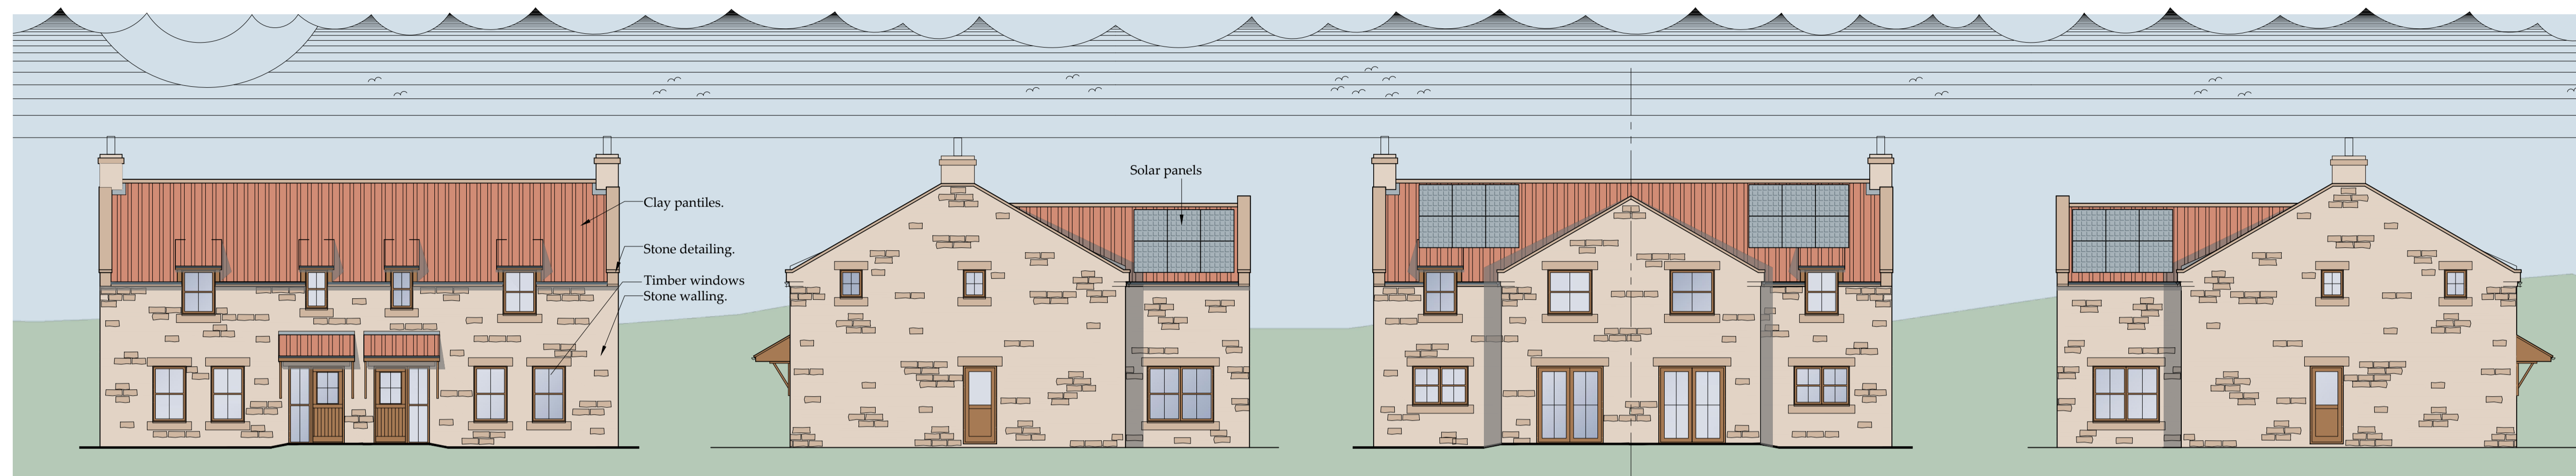 Clay pantiles.
Stone detailing.
Timber windows
Stone walling.
Solar panels